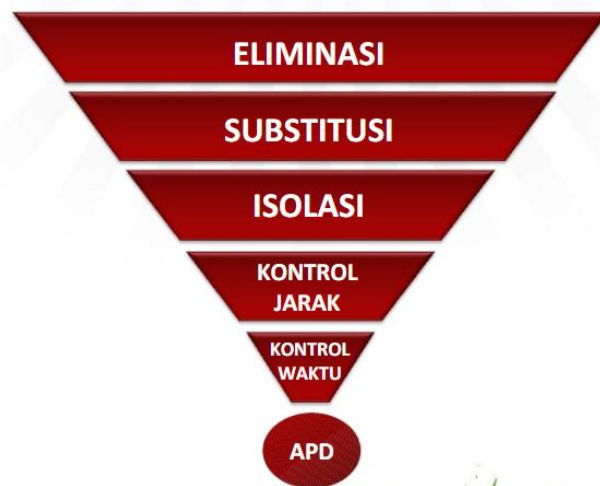 ELIMINASI
SUBSTITUSI
ISOLASI
KONTROL
JARAK
KONTROL
WAKTU
APD